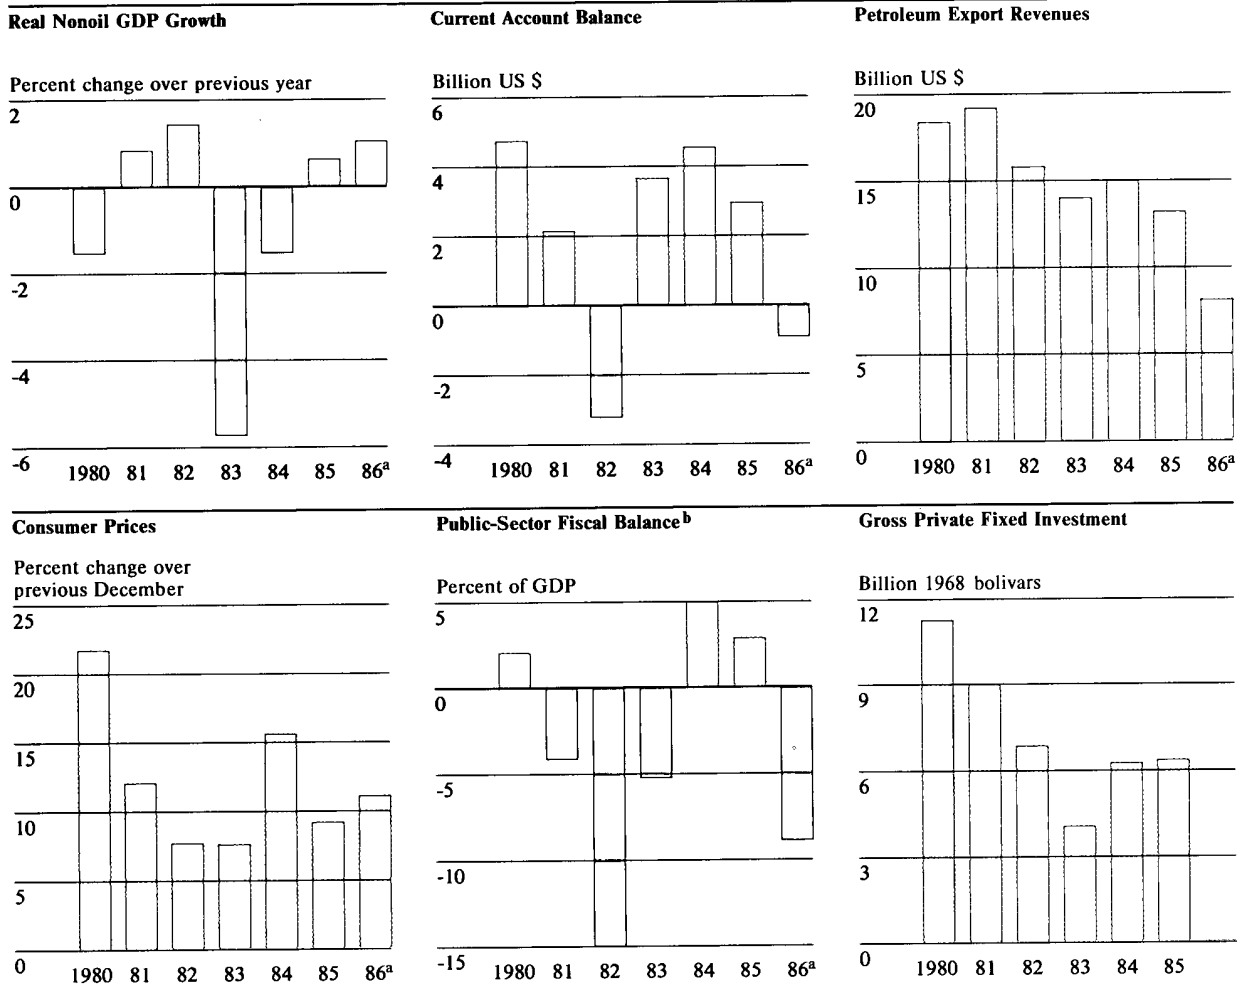 Real Nonoil GDP Growth
Percent change over previous year
2
0
-2
-4
-6
1980 81 82 83 84 85 86a
Current Account Balance
Billion US $
6
4
2
0
-2
-4
1980 81 82 83 84 85 86a
Petroleum Export Revenues
Billion US $
20
15
10
5
0
1980 81 82 83 84 85 86a
Consumer Prices
Percent change over
previous December
25
20
15
10
5
0
1980 81 82 83 84 85 86a
Public-Sector Fiscal Balance b
Percent of GDP
5
0
-5
-10
-15
1980 81 82 83 84 85 86a
Gross Private Fixed Investment
Billion 1968 bolivars
12
9
6
3
0
1980 81 82 83 84 85